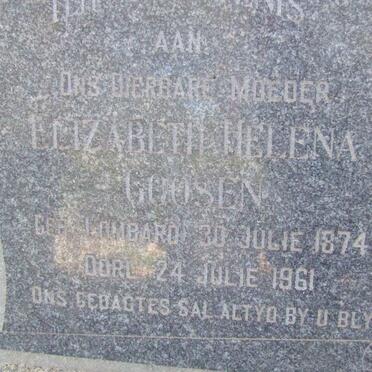 AAN
ONS DIERBARE MOEDER
ELIZABETH HELENA
GOOSEN
GEB. LOMBARD 30 JULIE 1874
OORL. 24 JULIE 1961
ONS GEDAGTES SAL ALTYD BY U BLY